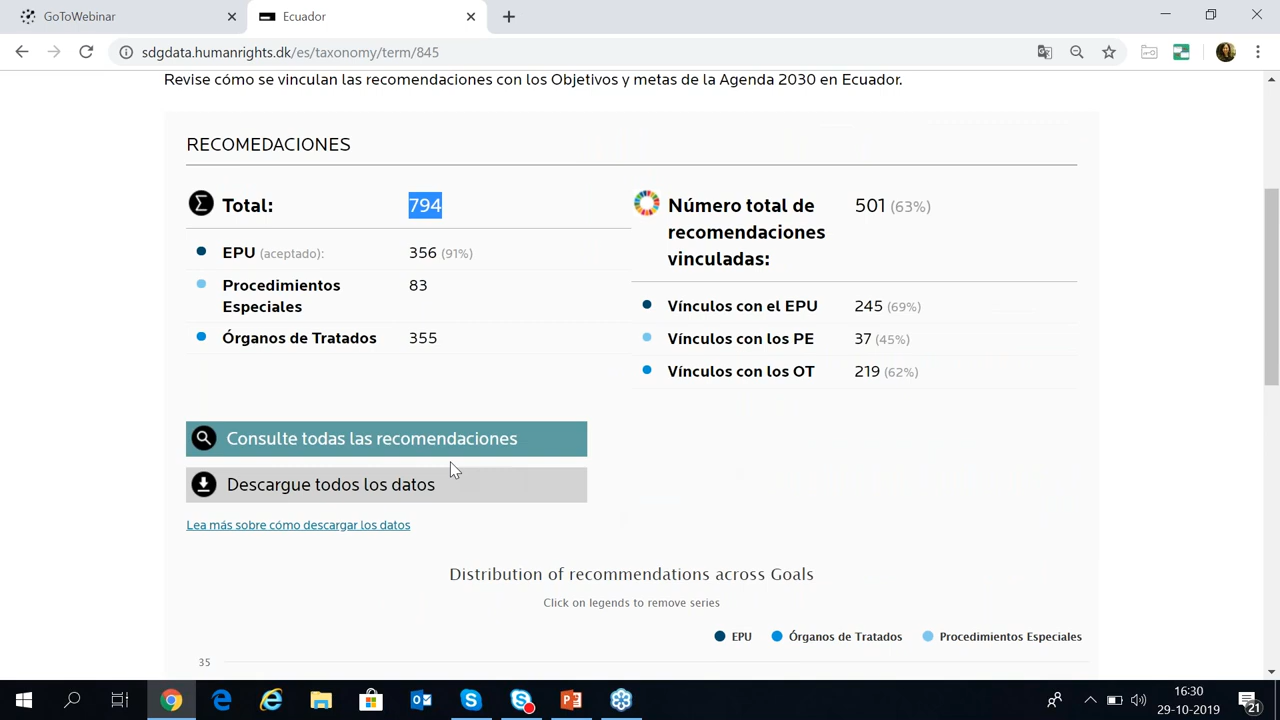 GoToWebinar
Ecuador
sdgdata.humanrights.dk/es/taxonomy/term/845
Revise cómo se vinculan las recomendaciones con los Objetivos y metas de la Agenda 2030 en Ecuador.
RECOMEDACIONES
Total: 794
EPU (aceptado): 356 (91%)
Procedimientos Especiales 83
Órganos de Tratados 355
Número total de recomendaciones vinculadas: 501 (63%)
Vínculos con el EPU 245 (69%)
Vínculos con los PE 37 (45%)
Vínculos con los OT 219 (62%)
Consulte todas las recomendaciones
Descargue todos los datos
Lea más sobre cómo descargar los datos
Distribution of recommendations across Goals
Click on legends to remove series
EPU Órganos de Tratados Procedimientos Especiales
35
16:30
29-10-2019
21